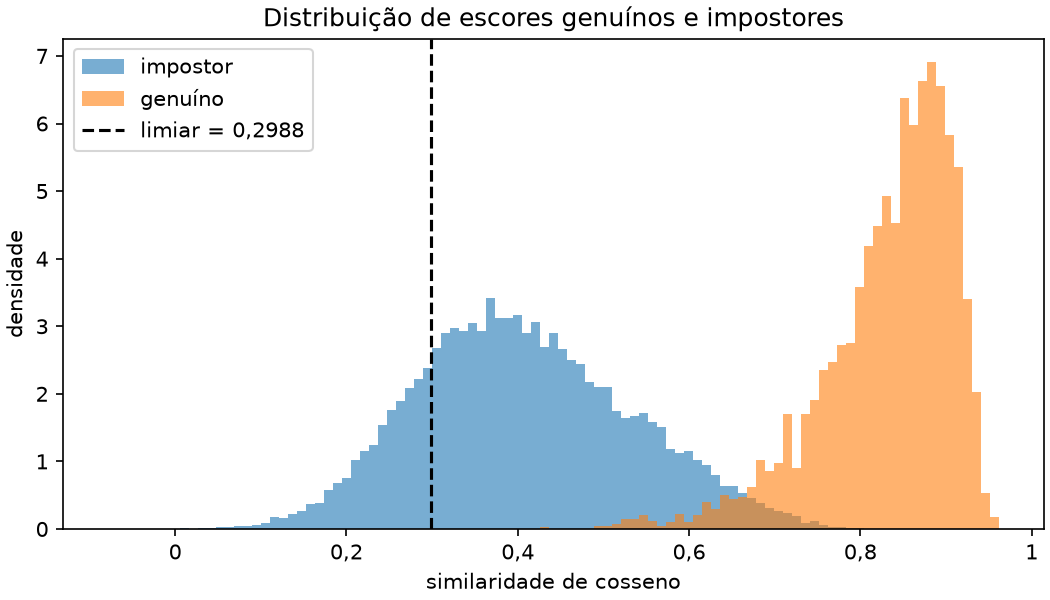 Distribuição de escores genuínos e impostores
impostor
genuíno
limiar = 0,2988
densidade
7
6
5
4
3
2
1
0
0
0,2
0,4
0,6
0,8
1
similaridade de cosseno